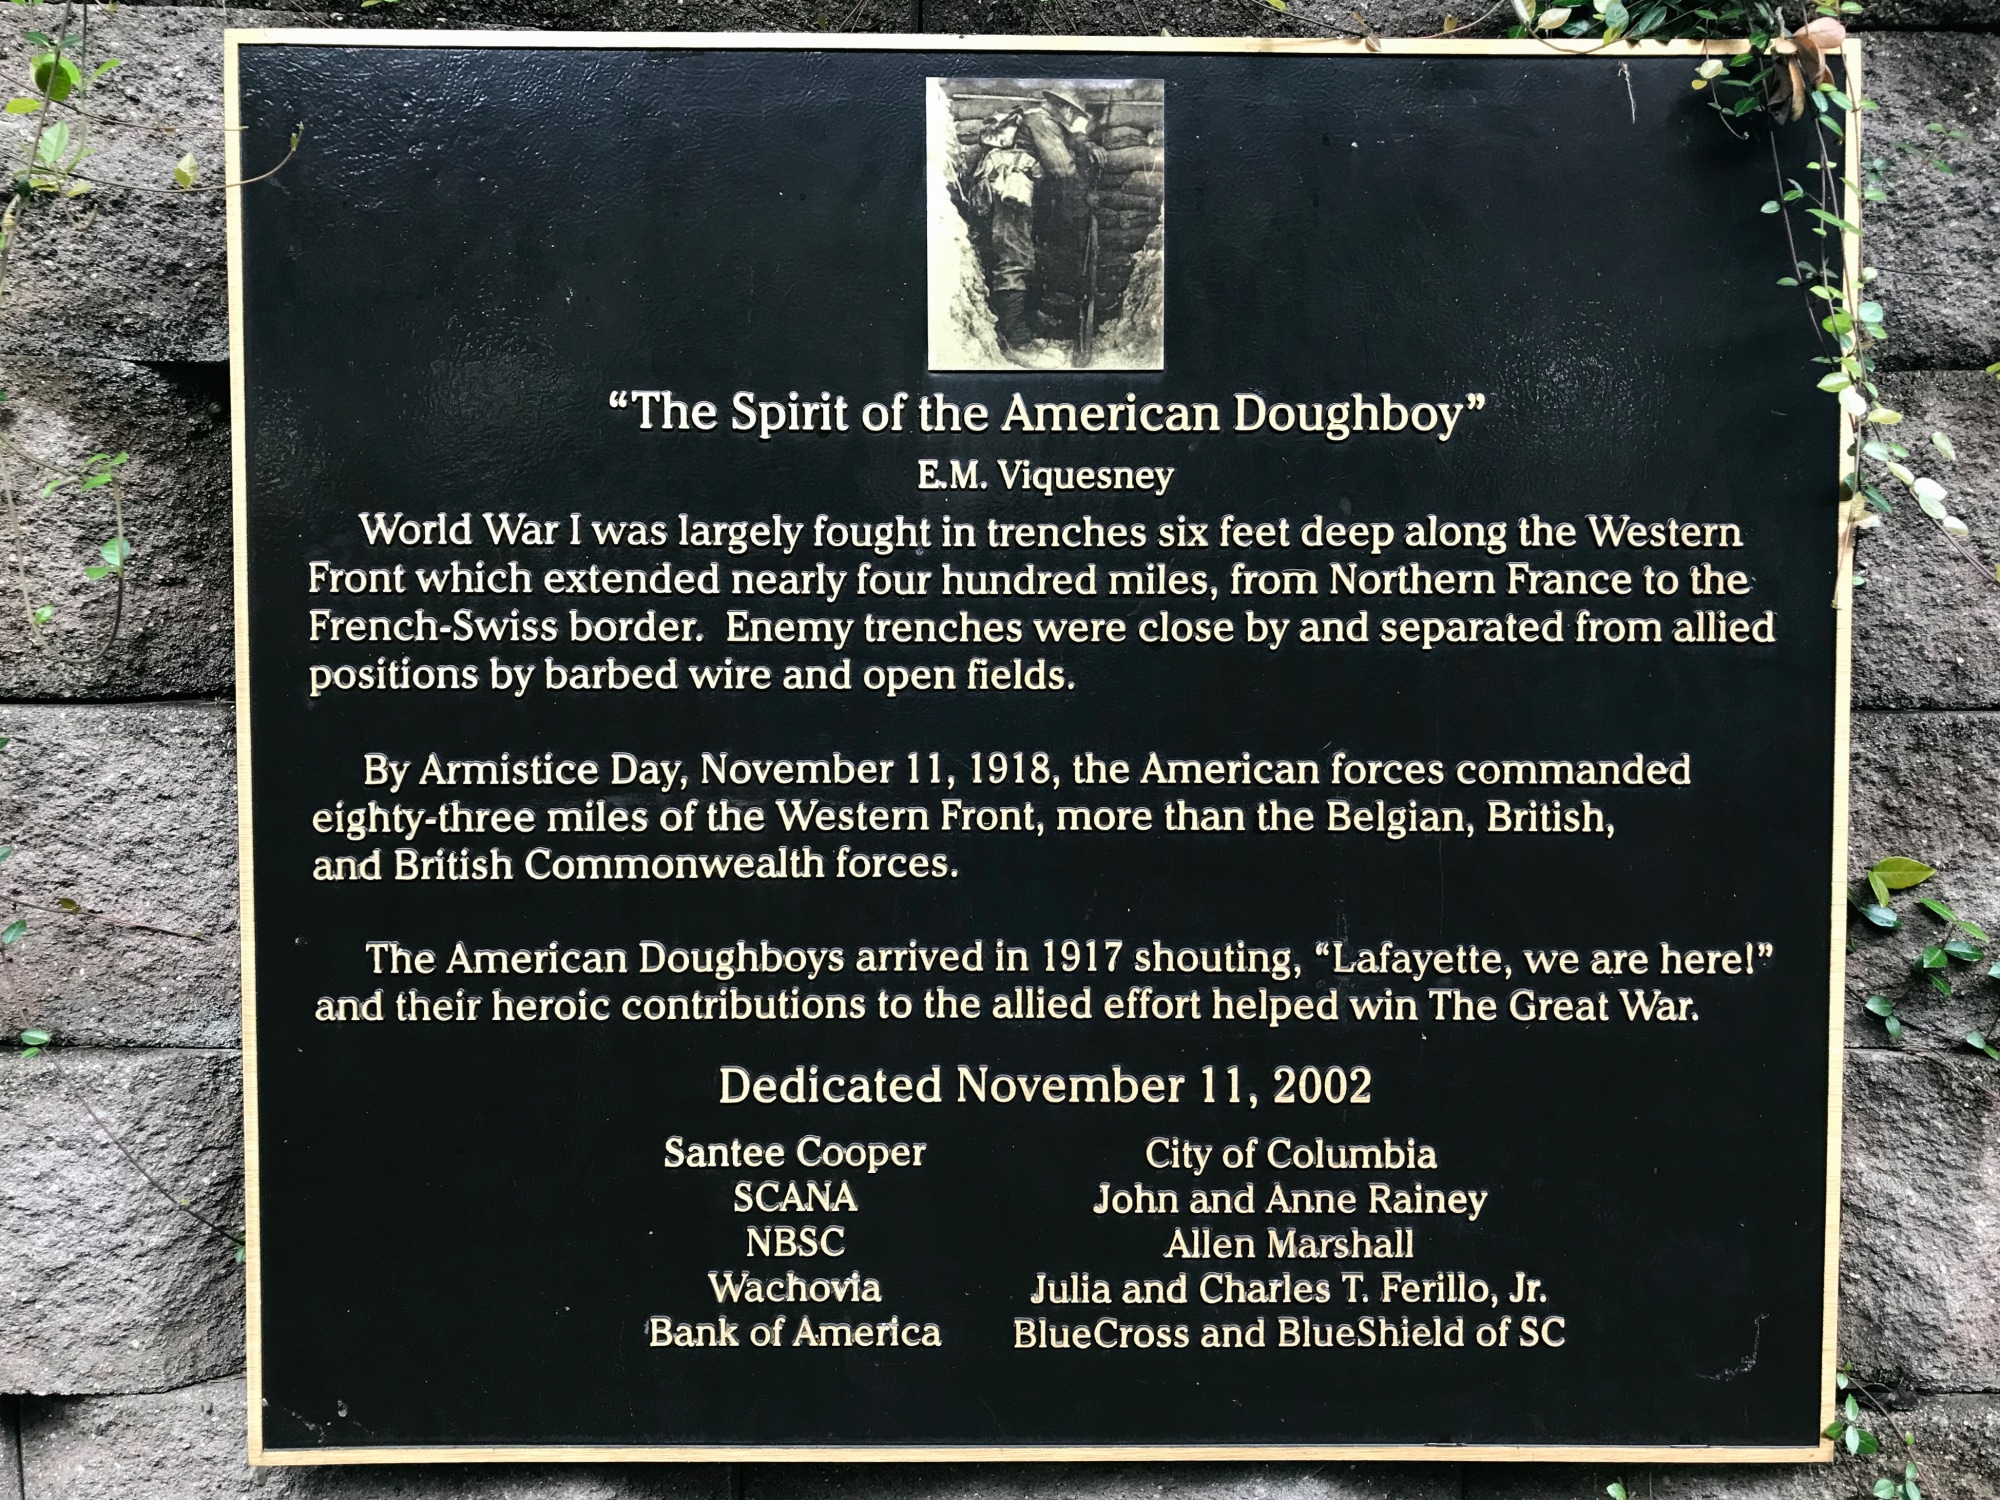 “The Spirit of the American Doughboy”
E.M. Viquesney
World War I was largely fought in trenches six feet deep along the Western
Front which extended nearly four hundred miles, from Northern France to the
French-Swiss border. Enemy trenches were close by and separated from allied
positions by barbed wire and open fields.
By Armistice Day, November 11, 1918, the American forces commanded
eighty-three miles of the Western Front, more than the Belgian, British,
and British Commonwealth forces.
The American Doughboys arrived in 1917 shouting, “Lafayette, we are here!”
and their heroic contributions to the allied effort helped win The Great War.
Dedicated November 11, 2002
Santee Cooper
SCANA
NBSC
Wachovia
Bank of America
City of Columbia
John and Anne Rainey
Allen Marshall
Julia and Charles T. Ferillo, Jr.
BlueCross and BlueShield of SC